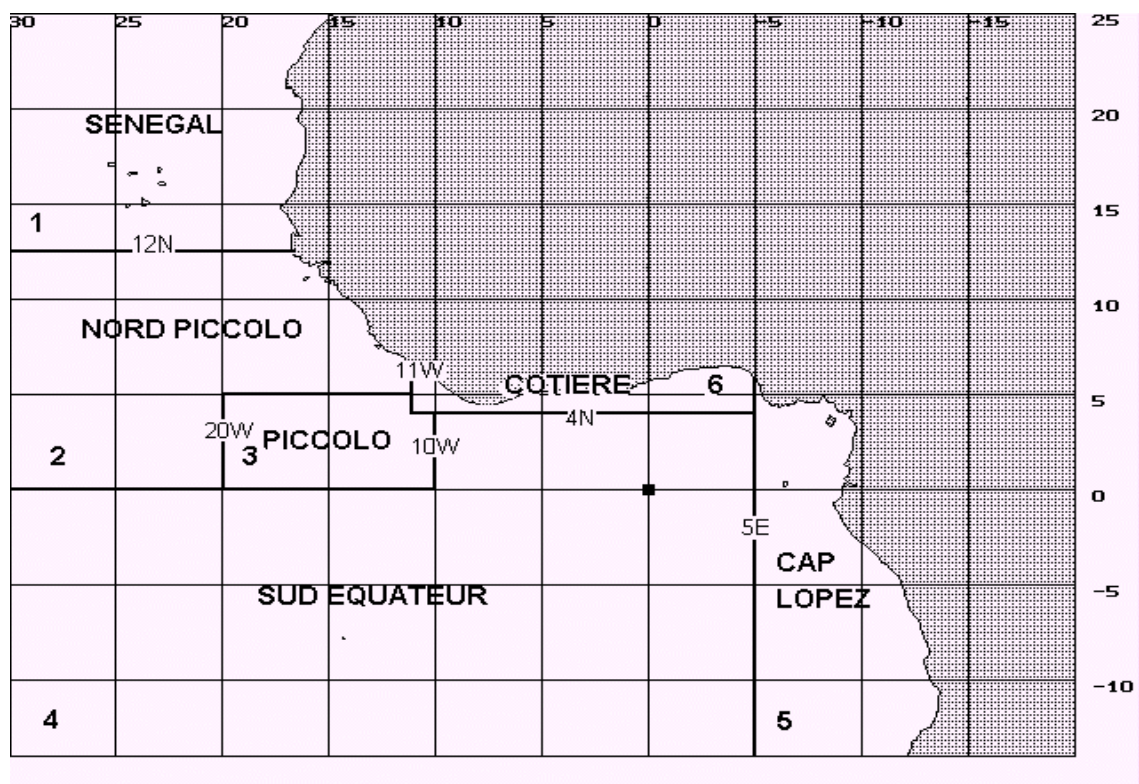 30 25 20 15 10 5 0 -5 -10 -15 25
20
SENEGAL
15
1
12N
10
NORD PICCOLO
11W
COTIERE 6
5
4N
20W PICCOLO 10W
2 3
0
5E
CAP
LOPEZ
SUD EQUATEUR
-5
-10
4 5